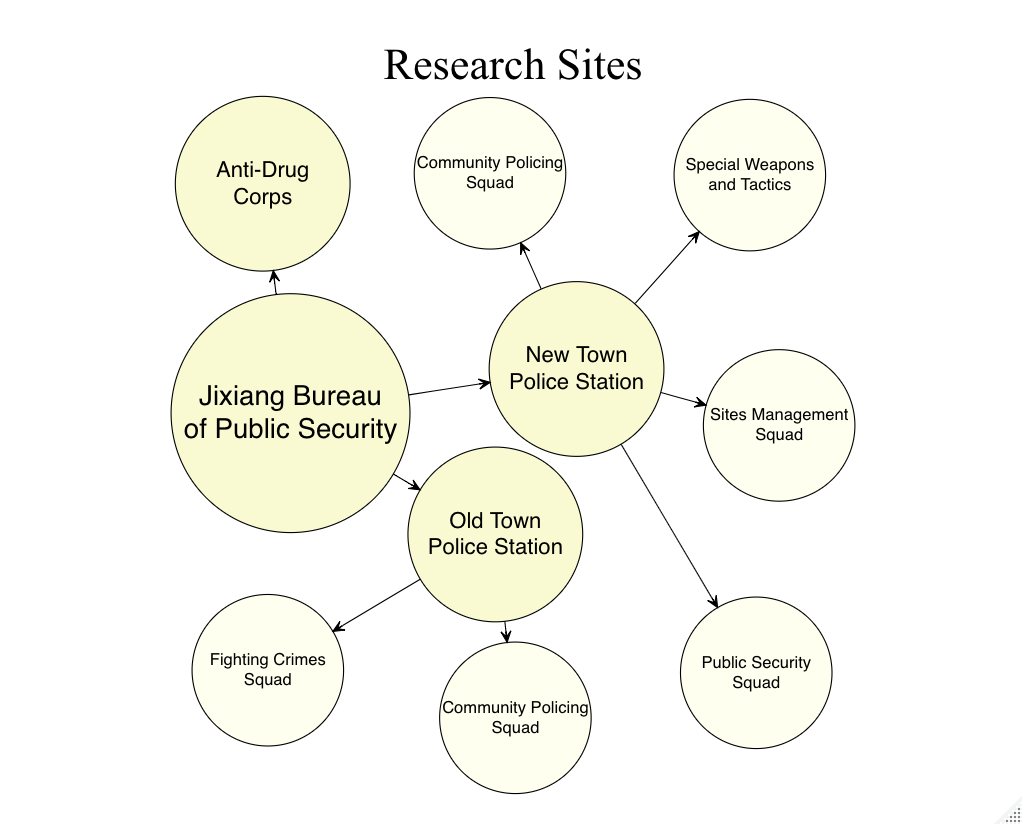 Research Sites
Anti-Drug
Corps
Community Policing
Squad
Special Weapons
and Tactics
New Town
Police Station
Jixiang Bureau
of Public Security
Sites Management
Squad
Old Town
Police Station
Fighting Crimes
Squad
Community Policing
Squad
Public Security
Squad